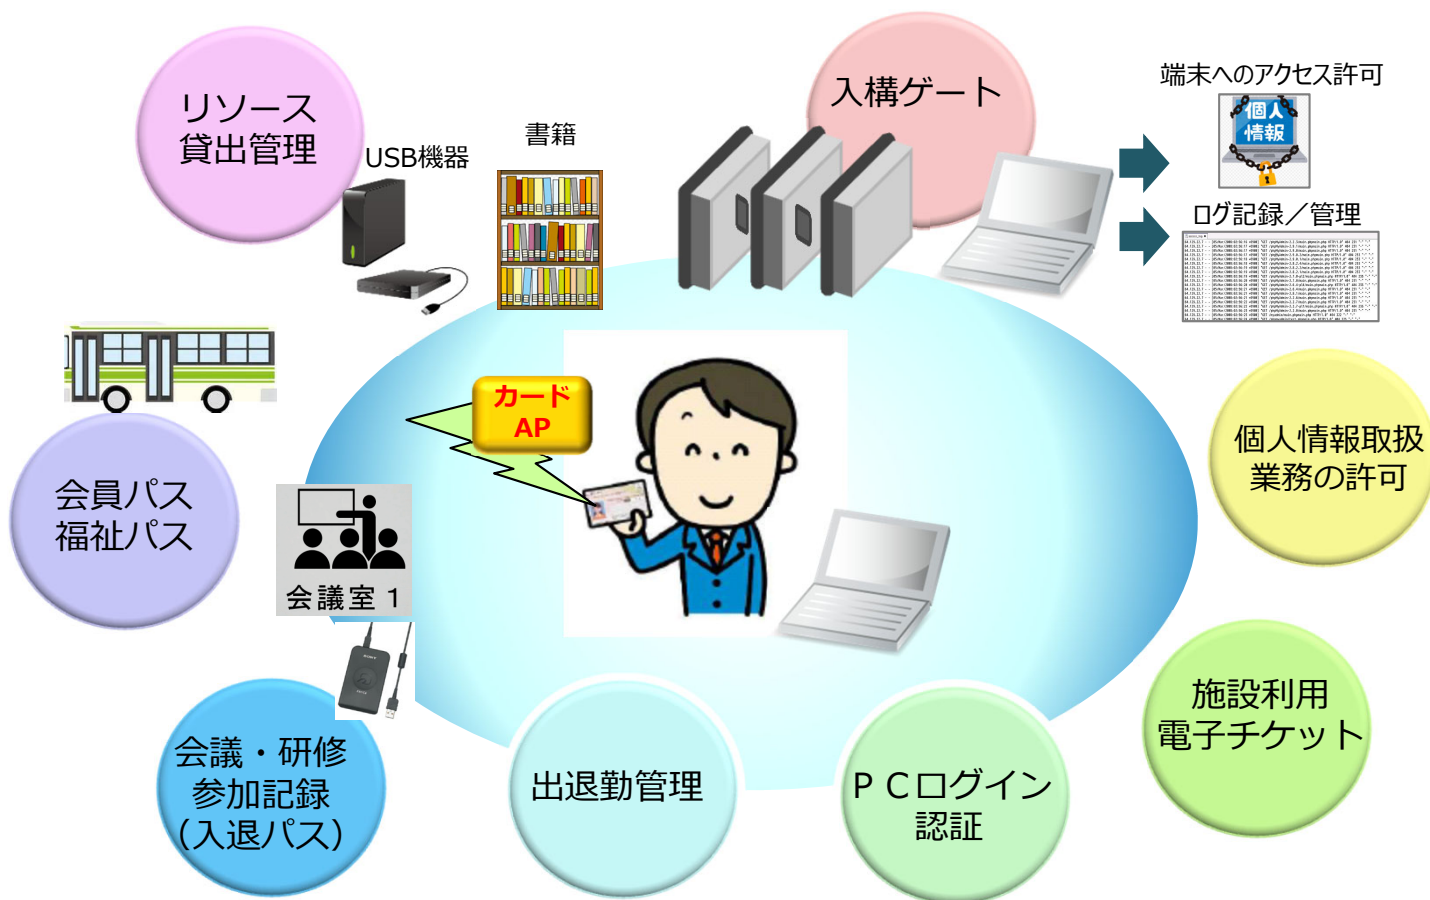 リソース
貸出管理
USB機器
書籍
入構ゲート
端末へのアクセス許可
個人
情報
ログ記録／管理
カード
AP
個人情報取扱
業務の許可
会員パス
福祉パス
会議室 1
SONY
施設利用
電子チケット
会議・研修
参加記録
（入退パス）
出退勤管理
ＰＣログイン
認証